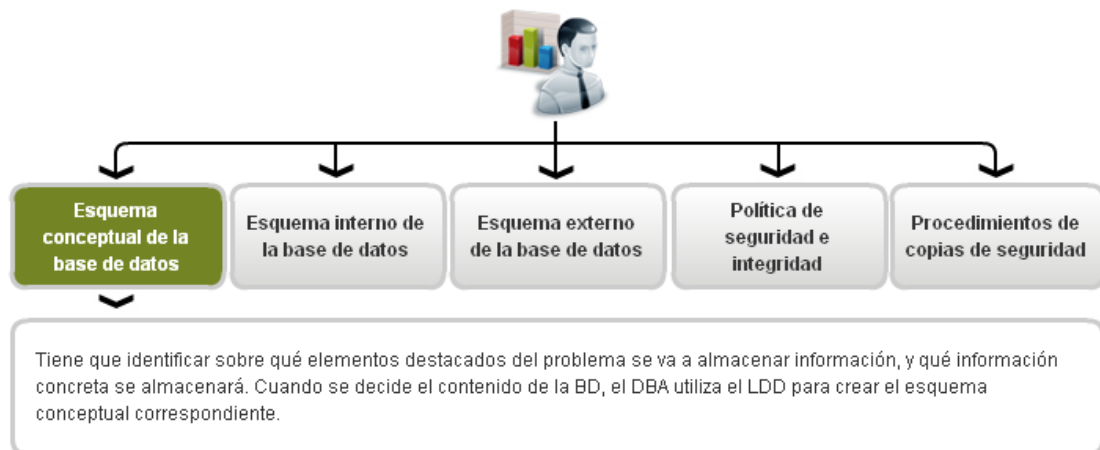 Esquema
conceptual de la
base de datos
Esquema interno de
la base de datos
Esquema externo
de la base de datos
Política de
seguridad e
integridad
Procedimientos de
copias de seguridad
Tiene que identificar sobre qué elementos destacados del problema se va a almacenar información, y qué información
concreta se almacenará. Cuando se decide el contenido de la BD, el DBA utiliza el LDD para crear el esquema
conceptual correspondiente.